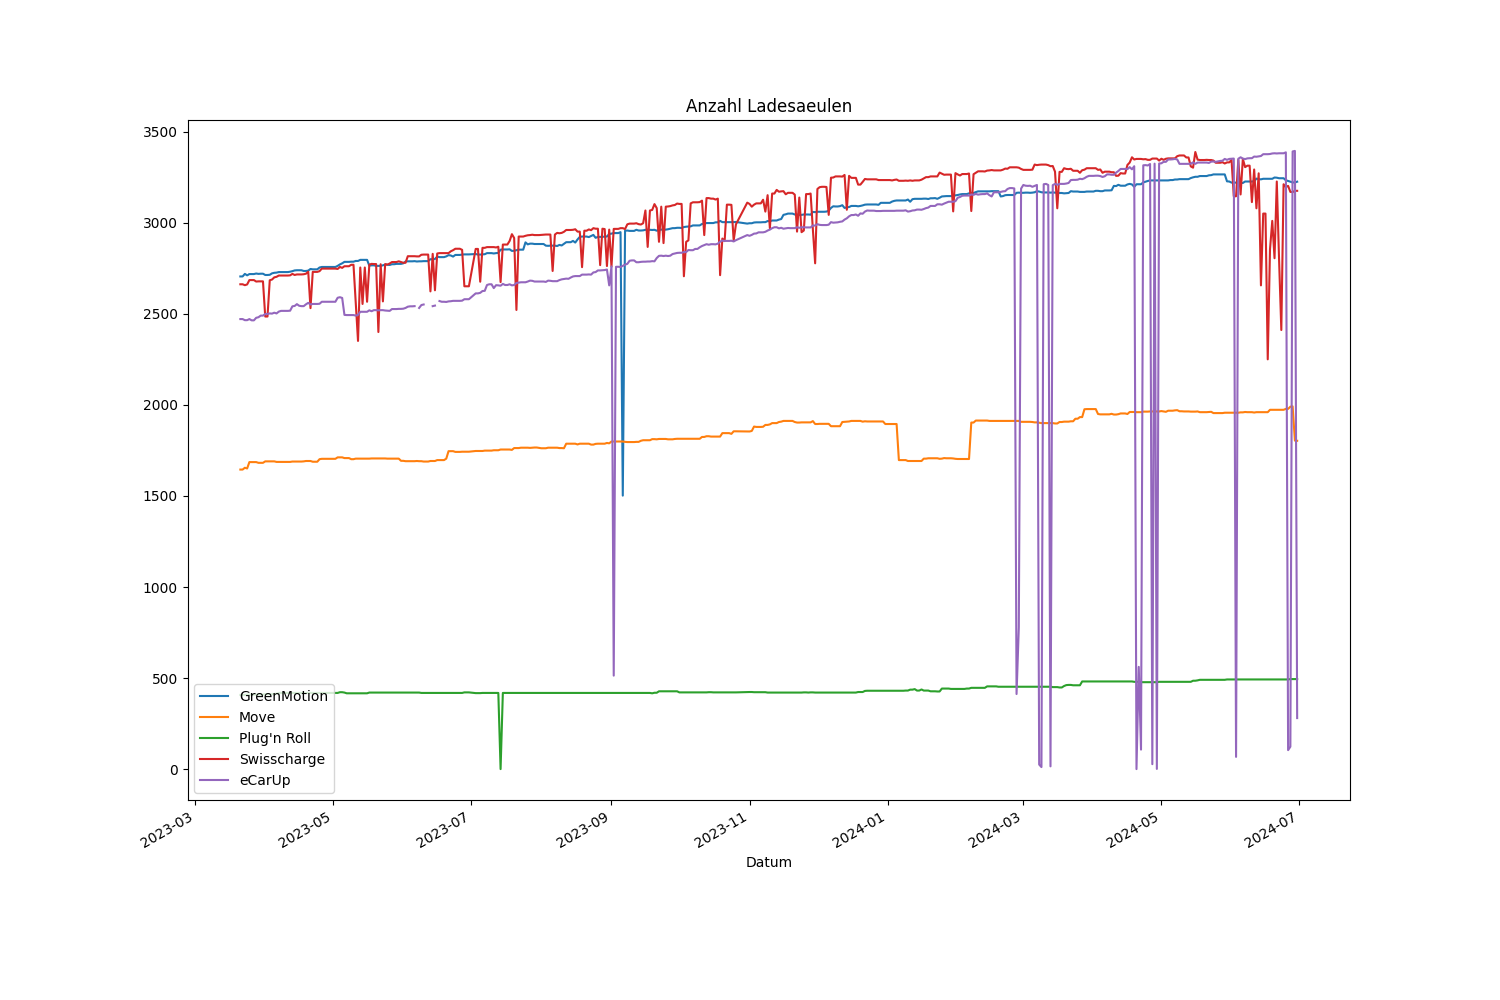 Anzahl Ladesaeulen
3500
3000
2500
2000
1500
1000
500
0
GreenMotion
Move
Plug'n Roll
Swisscharge
eCarUp
2023-03
2023-05
2023-07
2023-09
2023-11
2024-01
2024-03
2024-05
2024-07
Datum